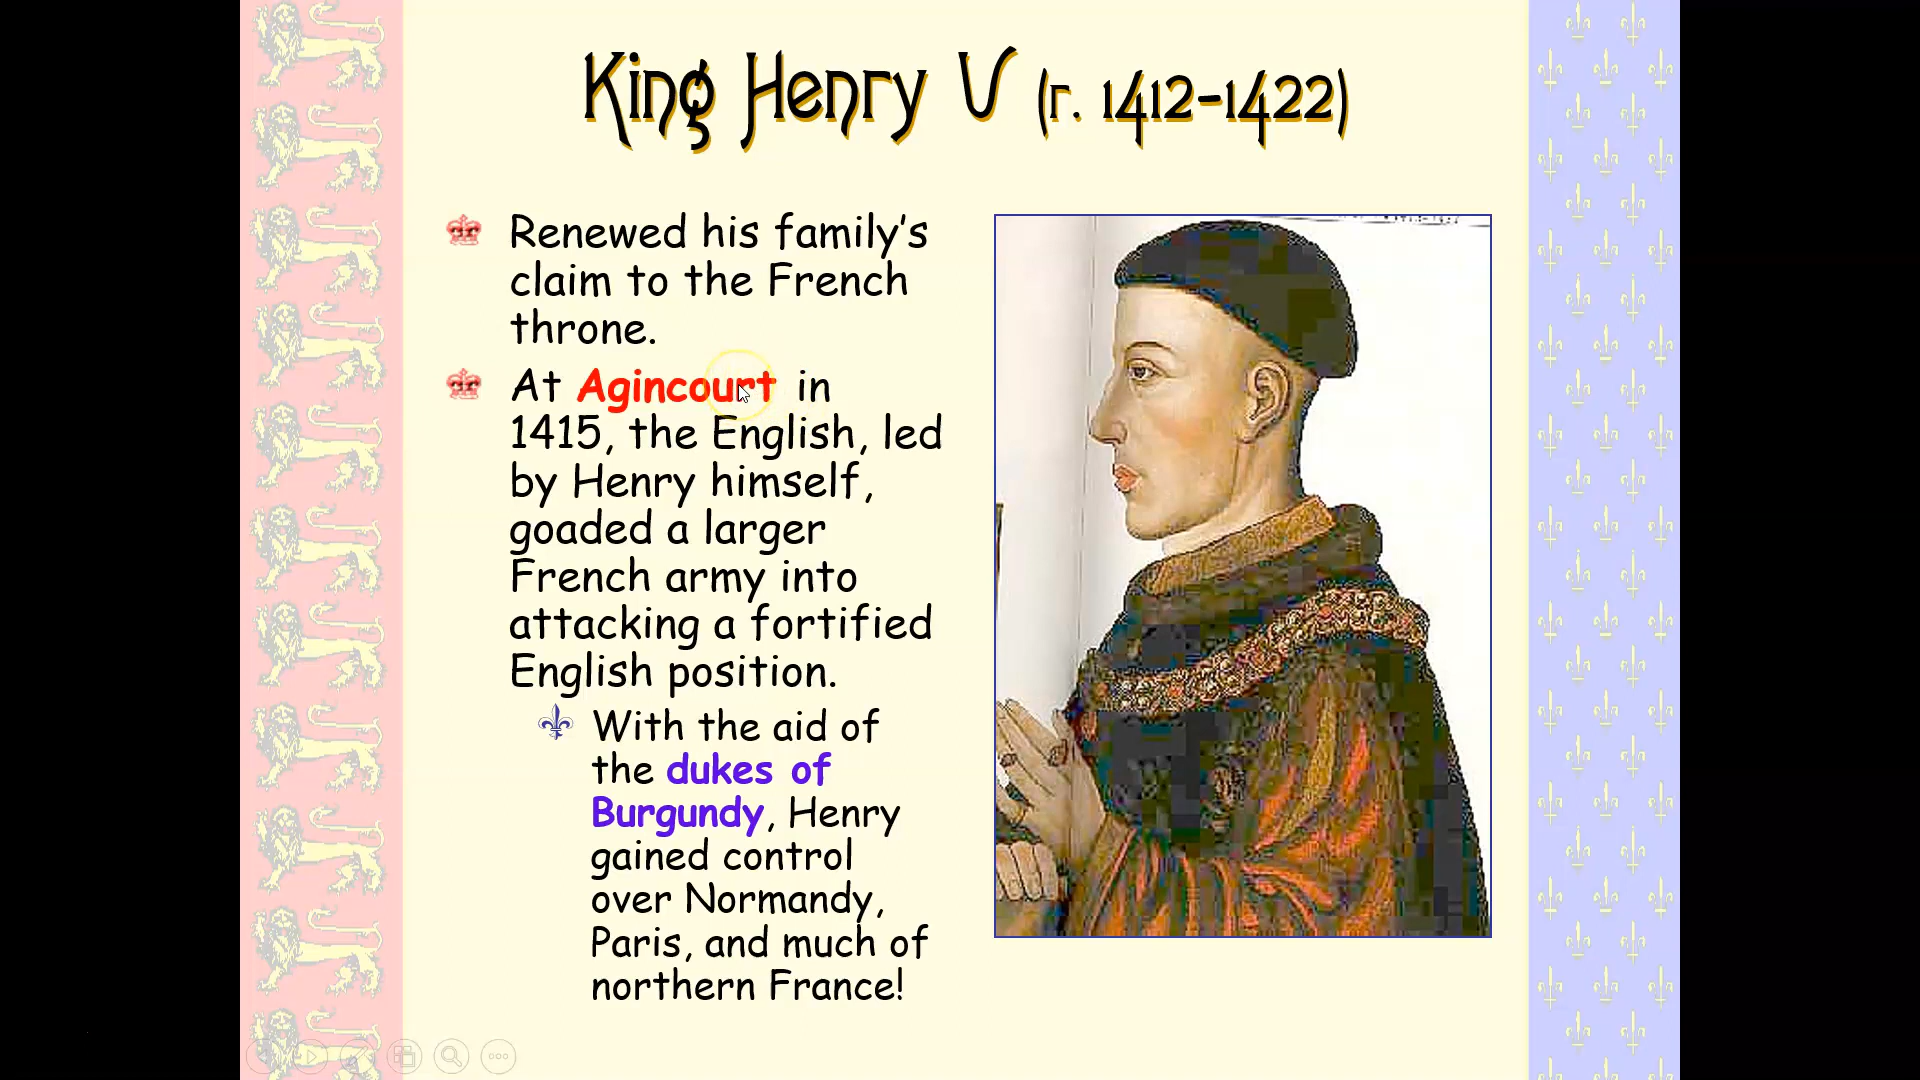 King Henry V (r. 1412-1422)
Renewed his family's
claim to the French
throne.
At Agincourt in
1415, the English, led
by Henry himself,
goaded a larger
French army into
attacking a fortified
English position.
With the aid of
the dukes of
Burgundy, Henry
gained control
over Normandy,
Paris, and much of
northern France!